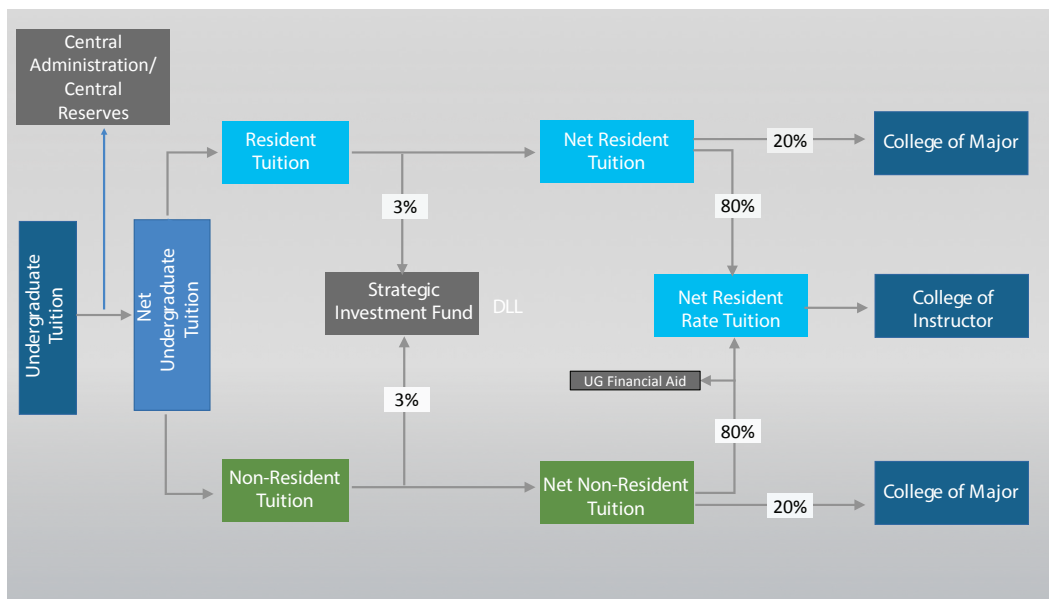 Central
Administration/
Central
Reserves
Undergraduate
Tuition
Net
Undergraduate
Tuition
Resident
Tuition
3%
Net Resident
Tuition
20%
College of Major
80%
Strategic
Investment Fund
DLL
Net Resident
Rate Tuition
College of
Instructor
UG Financial Aid
3%
80%
Non-Resident
Tuition
Net Non-Resident
Tuition
20%
College of Major